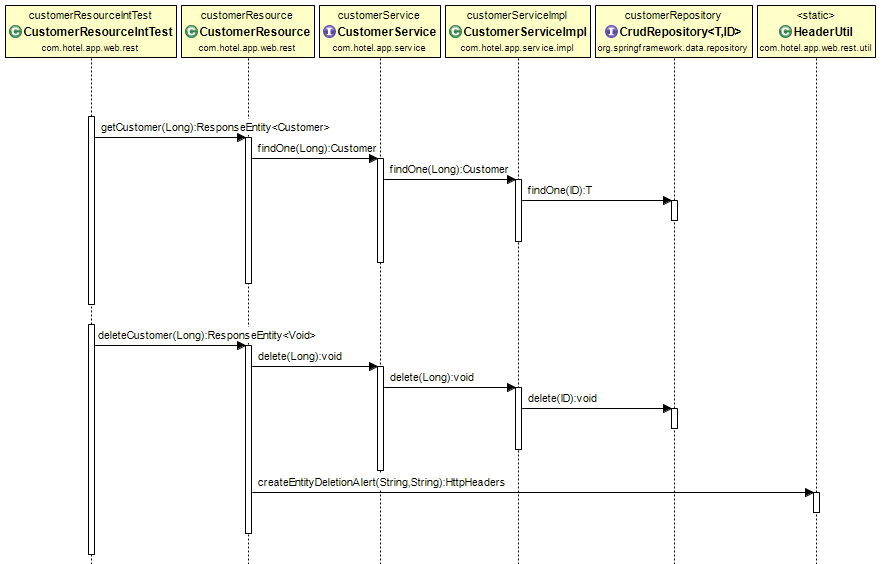 customerResourceIntTest
C CustomerResourceIntTest
com.hotel.app.web.rest
customerResource
C CustomerResource
com.hotel.app.web.rest
customerService
I CustomerService
com.hotel.app.service
customerServiceImpl
C CustomerServiceImpl
com.hotel.app.service.impl
customerRepository
I CrudRepository<T,ID>
org.springframework.data.repository
<static>
C HeaderUtil
com.hotel.app.web.rest.util
getCustomer(Long):ResponseEntity<Customer>
findOne(Long):Customer
findOne(Long):Customer
findOne(ID):T
deleteCustomer(Long):ResponseEntity<Void>
delete(Long):void
delete(Long):void
delete(ID):void
createEntityDeletionAlert(String,String):HttpHeaders